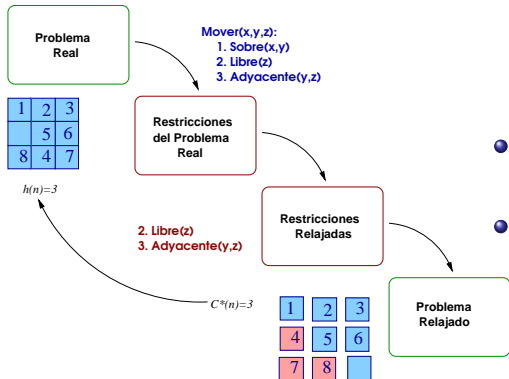 Problema
Real
Mover(x,y,z):
1. Sobre(x,y)
2. Libre(z)
3. Adyacente(y,z)
1 2 3
5 6
8 4 7
h(n)=3
Restricciones
del Problema
Real
Restricciones
Relajadas
2. Libre(z)
3. Adyacente(y,z)
C*(n)=3
1 2 3
4 5 6
7 8
Problema
Relajado